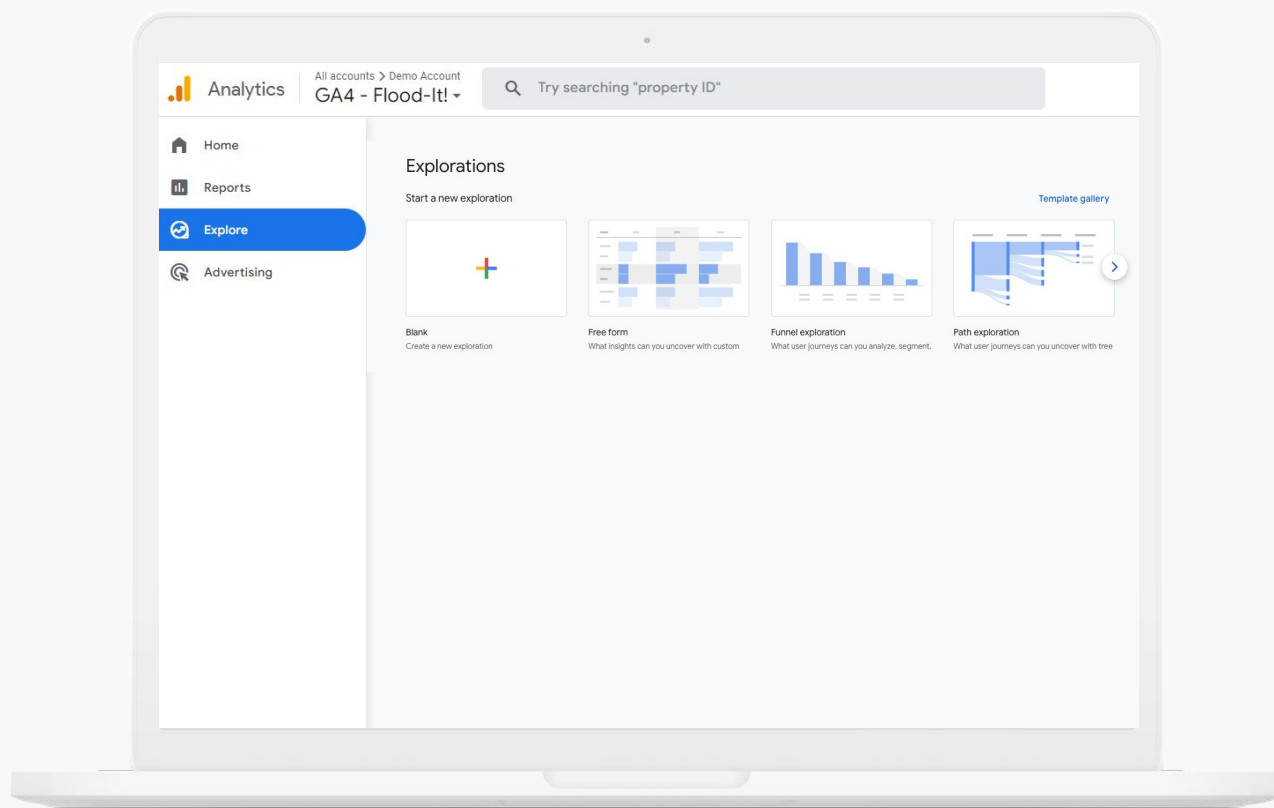 Analytics
All accounts > Demo Account
GA4 - Flood-It!
Try searching "property ID"
Home
Reports
Explore
Advertising
Explorations
Start a new exploration
Template gallery
Blank
Create a new exploration
Free form
What insights can you uncover with custom
Funnel exploration
What user journeys can you analyze, segment,
Path exploration
What user journeys can you uncover with tree